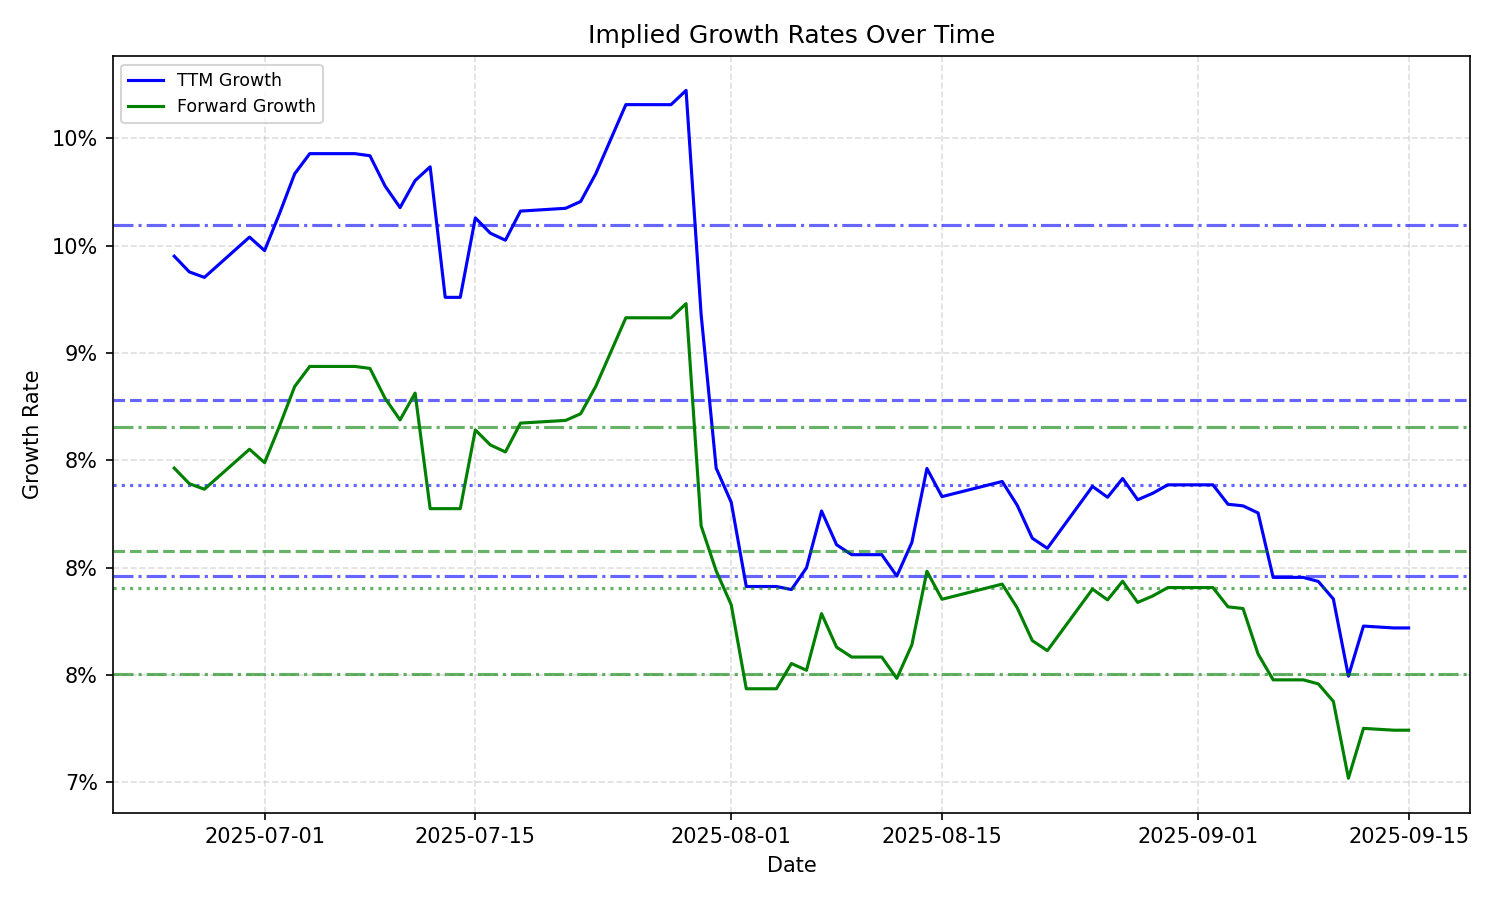 Implied Growth Rates Over Time
TTM Growth
Forward Growth
10%
10%
9%
8%
8%
8%
7%
Growth Rate
2025-07-01
2025-07-15
2025-08-01
2025-08-15
2025-09-01
2025-09-15
Date